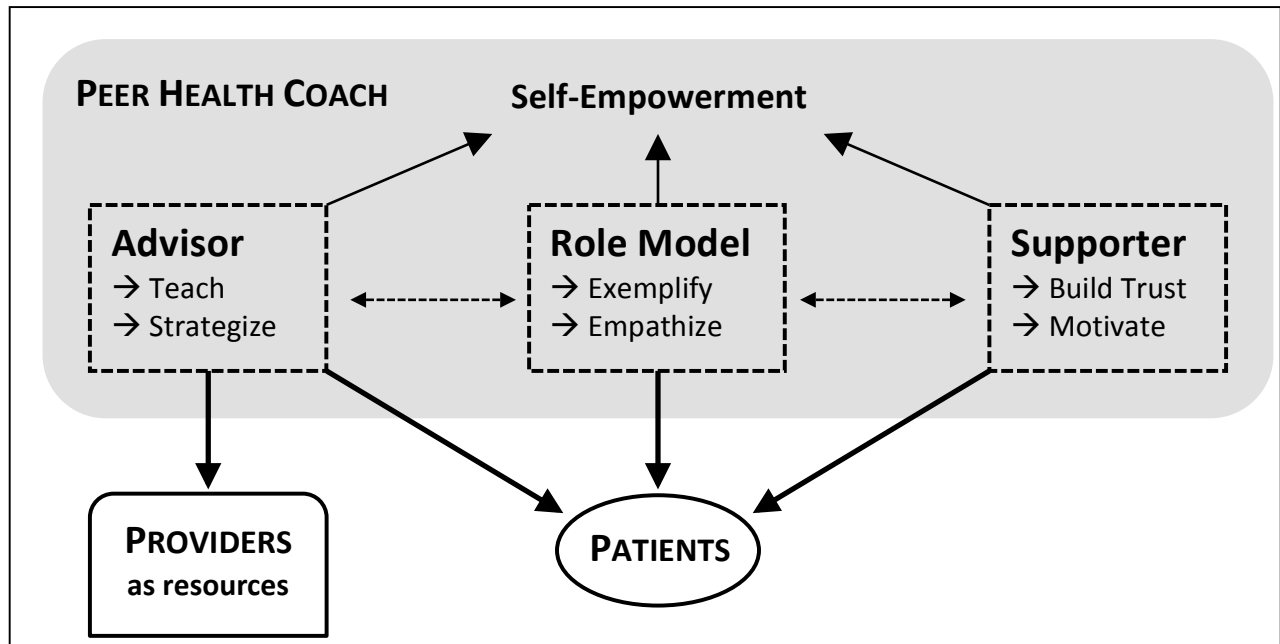 PEER HEALTH COACH
Self-Empowerment
Advisor
→ Teach
→ Strategize
Role Model
→ Exemplify
→ Empathize
Supporter
→ Build Trust
→ Motivate
PROVIDERS
as resources
PATIENTS